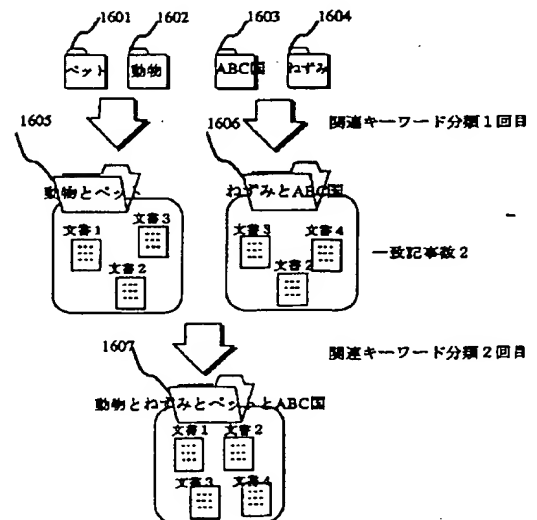 1601 1602 1603 1604
ペット 動物 ABC国 ねずみ
1605 1606 関連キーワード分類1回目
動物とペット ねずみとABC国
文書1 文書3 文書3 文書4
文書2 文書2 一致記事数2
1607 関連キーワード分類2回目
動物とねずみとペットとABC国
文書1 文書2
文書3 文書4